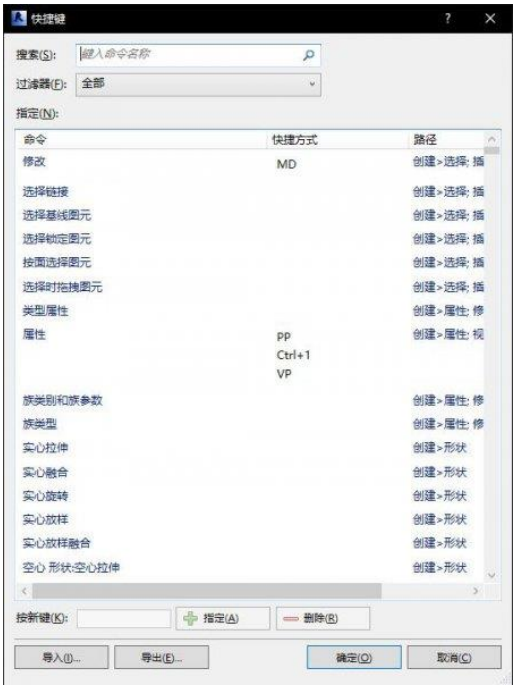 快捷键
搜索(S): 键入命令名称
过滤器(F): 全部
指定(N):
命令 快捷方式 路径
修改 MD 创建>选择; 插
选择链接 创建>选择; 插
选择基线图元 创建>选择; 插
选择锁定图元 创建>选择; 插
按面选择图元 创建>选择; 插
选择时拖拽图元 创建>选择; 插
类型属性 创建>属性; 修
属性 PP 创建>属性; 视
Ctrl+1
VP
族类别和族参数 创建>属性; 修
族类型 创建>属性; 修
实心拉伸 创建>形状
实心融合 创建>形状
实心旋转 创建>形状
实心放样 创建>形状
实心放样融合 创建>形状
空心 形状:空心拉伸 创建>形状
按新键(K): 指定(A) 删除(R)
导入(I)... 导出(E)... 确定(O) 取消(C)